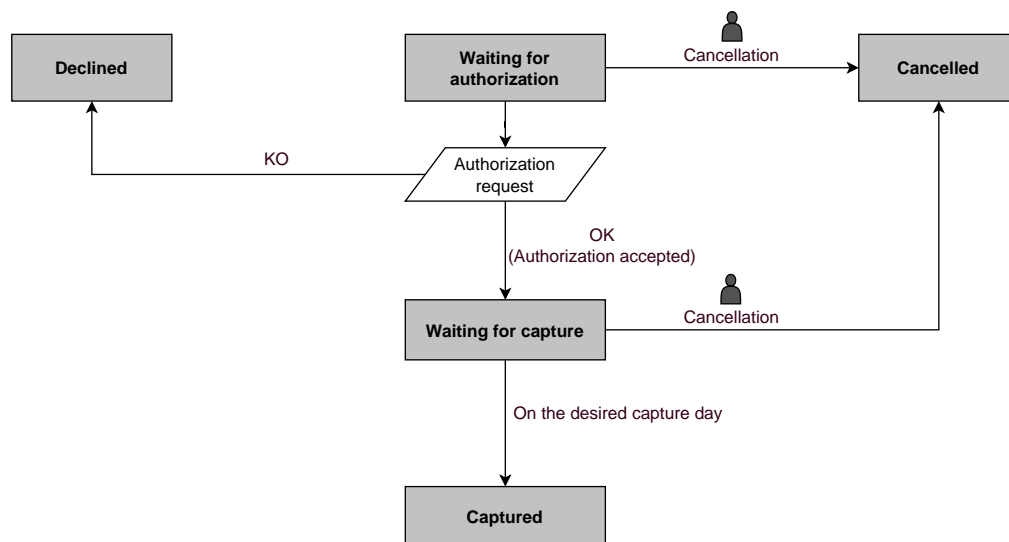 Declined
Waiting for
authorization
Cancellation
Cancelled
KO
Authorization
request
OK
(Authorization accepted)
Waiting for capture
Cancellation
On the desired capture day
Captured